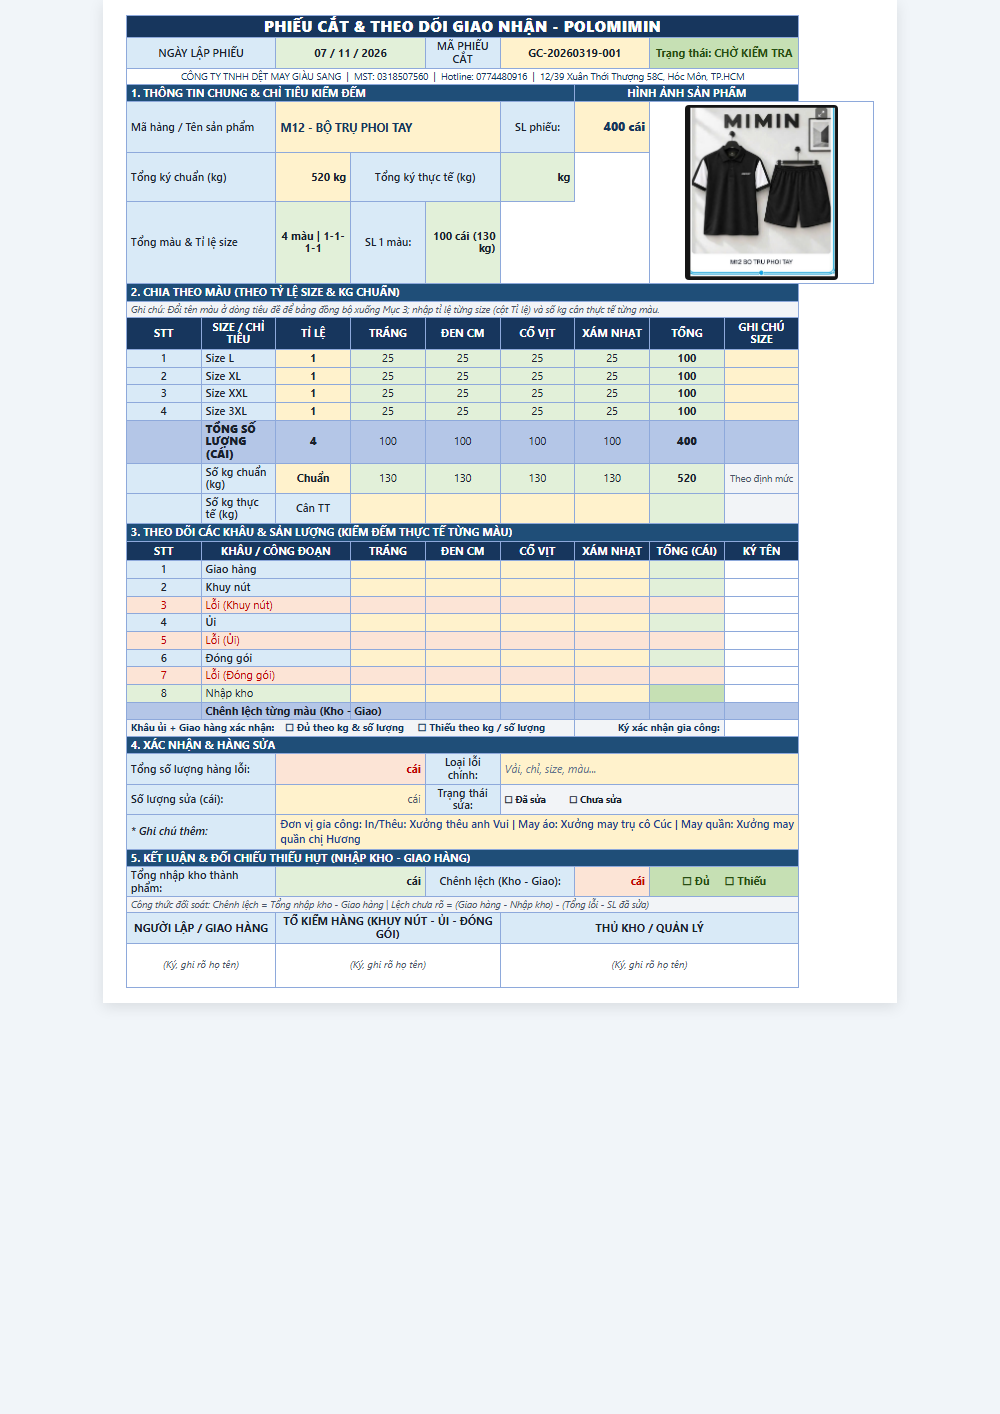 PHIẾU CẮT & THEO DÕI GIAO NHẬN - POLOMIMIN
NGÀY LẬP PHIẾU 07 / 11 / 2026 MÃ PHIẾU CẮT GC-20260319-001 Trạng thái: CHỜ KIỂM TRA
CÔNG TY TNHH DỆT MAY GIÀU SANG | MST: 0318507560 | Hotline: 0774480916 | 12/39 Xuân Thới Thượng 58C, Hóc Môn, TP.HCM
1. THÔNG TIN CHUNG & CHỈ TIÊU KIỂM ĐẾM HÌNH ẢNH SẢN PHẨM
Mã hàng / Tên sản phẩm M12 - BỘ TRỤ PHOI TAY SL phiếu: 400 cái
MIMIN
M12 BO TRU PHOI TAY
Tổng ký chuẩn (kg) 520 kg Tổng ký thực tế (kg) kg
Tổng màu & Tỉ lệ size 4 màu | 1-1-1-1 SL 1 màu: 100 cái (130 kg)
2. CHIA THEO MÀU (THEO TỶ LỆ SIZE & KG CHUẨN)
Ghi chú: Đổi tên màu ở dòng tiêu đề để bảng đồng bộ xuống Mục 3; nhập tỉ lệ từng size (cột Tỉ lệ) và số kg cân thực tế từng màu.
STT SIZE / CHỈ TIÊU TỈ LỆ TRẮNG ĐEN CM CỔ VỊT XÁM NHẠT TỔNG GHI CHÚ SIZE
1 Size L 1 25 25 25 25 100
2 Size XL 1 25 25 25 25 100
3 Size XXL 1 25 25 25 25 100
4 Size 3XL 1 25 25 25 25 100
TỔNG SỐ LƯỢNG (CÁI) 4 100 100 100 100 400
Số kg chuẩn (kg) Chuẩn 130 130 130 130 520 Theo định mức
Số kg thực tế (kg) Cân TT
3. THEO DÕI CÁC KHÂU & SẢN LƯỢNG (KIỂM ĐẾM THỰC TẾ TỪNG MÀU)
STT KHÂU / CÔNG ĐOẠN TRẮNG ĐEN CM CỔ VỊT XÁM NHẠT TỔNG (CÁI) KÝ TÊN
1 Giao hàng
2 Khuy nút
3 Lỗi (Khuy nút)
4 Ủi
5 Lỗi (Ủi)
6 Đóng gói
7 Lỗi (Đóng gói)
8 Nhập kho
Chênh lệch từng màu (Kho - Giao)
Khâu ủi + Giao hàng xác nhận: ☐ Đủ theo kg & số lượng ☐ Thiếu theo kg / số lượng Ký xác nhận gia công:
4. XÁC NHẬN & HÀNG SỬA
Tổng số lượng hàng lỗi: cái Loại lỗi chính: Vải, chỉ, size, màu...
Số lượng sửa (cái): cái Trạng thái sửa: ☐ Đã sửa ☐ Chưa sửa
* Ghi chú thêm: Đơn vị gia công: In/Thêu: Xưởng thêu anh Vui | May áo: Xưởng may trụ cô Cúc | May quần: Xưởng may quần chị Hương
5. KẾT LUẬN & ĐỐI CHIẾU THIẾU HỤT (NHẬP KHO - GIAO HÀNG)
Tổng nhập kho thành phẩm: cái Chênh lệch (Kho - Giao): cái ☐ Đủ ☐ Thiếu
Công thức đối soát: Chênh lệch = Tổng nhập kho - Giao hàng | Lệch chưa rõ = (Giao hàng - Nhập kho) - (Tổng lỗi - SL đã sửa)
NGƯỜI LẬP / GIAO HÀNG TỔ KIỂM HÀNG (KHUY NÚT - ỦI - ĐÓNG GÓI) THỦ KHO / QUẢN LÝ
(Ký, ghi rõ họ tên) (Ký, ghi rõ họ tên) (Ký, ghi rõ họ tên)